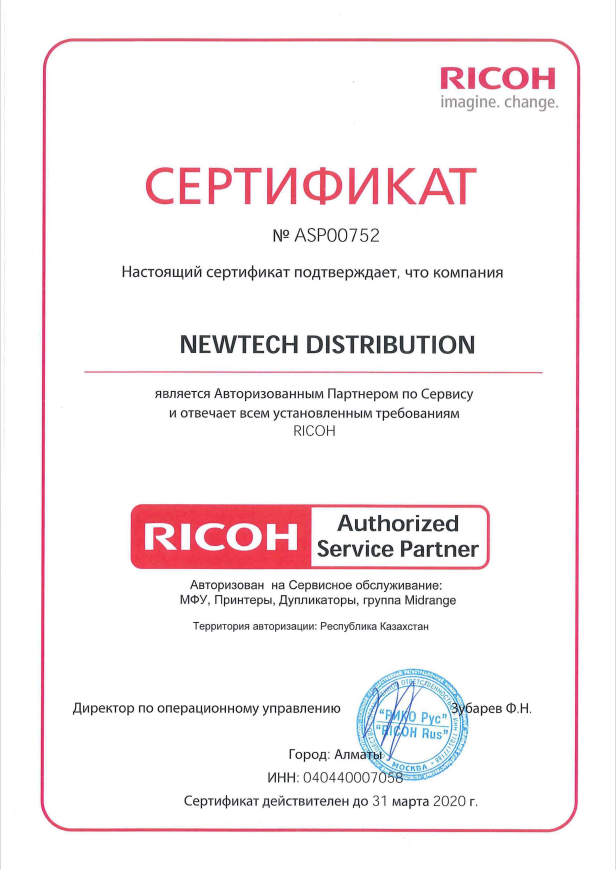 RICOH
imagine. change.
СЕРТИФИКАТ
№ ASP00752
Настоящий сертификат подтверждает, что компания
NEWTECH DISTRIBUTION
является Авторизованным Партнером по Сервису
и отвечает всем установленным требованиям
RICOH
RICOH
Authorized
Service Partner
Авторизован на Сервисное обслуживание:
МФУ, Принтеры, Дупликаторы, группа Midrange
Территория авторизации: Республика Казахстан
Директор по операционному управлению
Зубарев Ф.Н.
"РИКО Рус"
"RICOH Rus"
МОСКВА
Город: Алматы
ИНН: 040440007058
Сертификат действителен до 31 марта 2020 г.